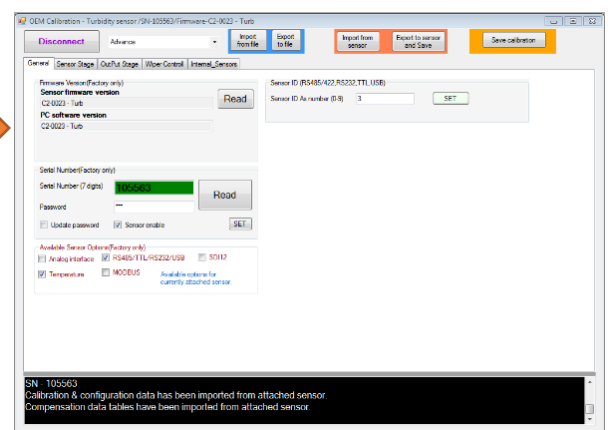 OEM Calibration - Turbidity sensor /SN-105563/Firmware-C2-0023 - Turb
Disconnect
Advance
Import from file
Export to file
Import from sensor
Export to sensor and Save
Save calibration
General
Sensor Stage
OutPut Stage
Wiper Control
Internal_Sensors
Firmware Version(Factory only)
Sensor firmware version
C2-0023 - Turb
Read
PC software version
C2-0023 - Turb
Sensor ID (RS485/422,RS232,TTL,USB)
Sensor ID As number (0-9)
3
SET
Serial Number(Factory only)
Serial Number (7 digits)
105563
Read
Password
Update password
Sensor enable
SET
Available Sensor Options(Factory only)
Analog interface
RS485/TTL/RS232/USB
SDI12
Temperature
MODBUS
Available options for
currently attached sensor.
SN - 105563
Calibration & configuration data has been imported from attached sensor.
Compensation data tables have been imported from attached sensor.